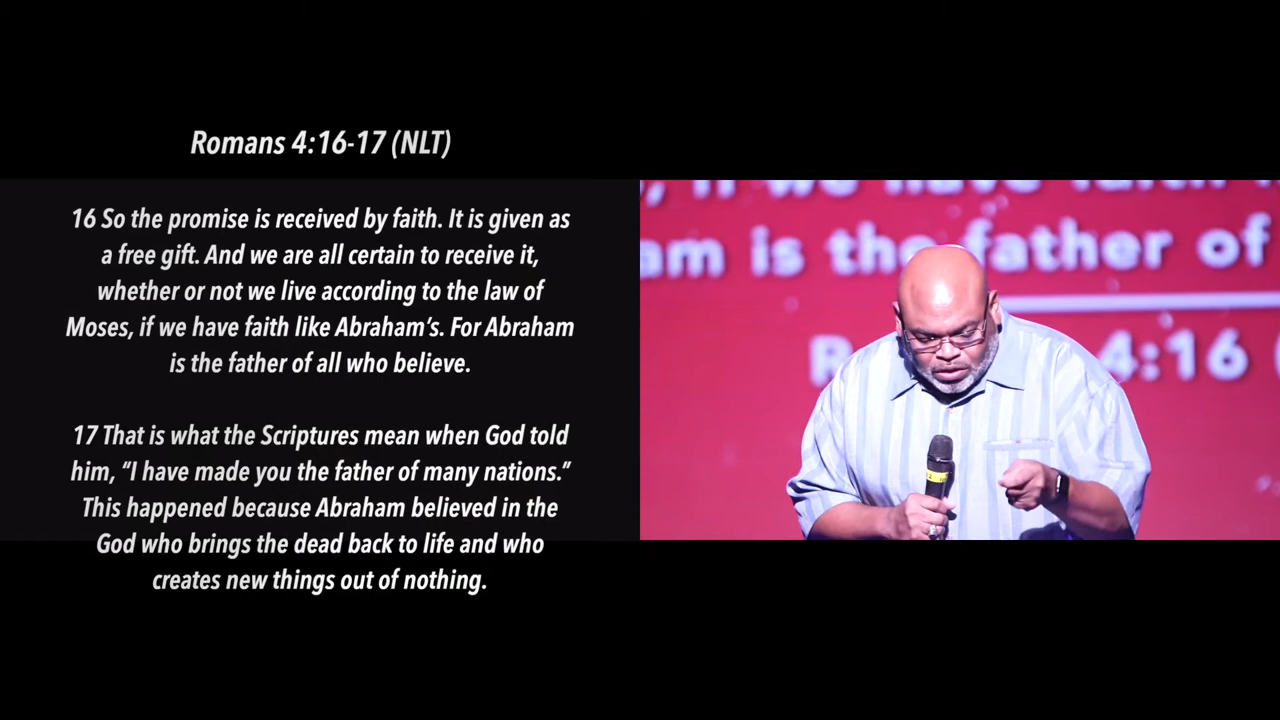 Romans 4:16-17 (NLT)
16 So the promise is received by faith. It is given as
a free gift. And we are all certain to receive it,
whether or not we live according to the law of
Moses, if we have faith like Abraham’s. For Abraham
is the father of all who believe.
17 That is what the Scriptures mean when God told
him, “I have made you the father of many nations.”
This happened because Abraham believed in the
God who brings the dead back to life and who
creates new things out of nothing.
, if we have faith
am is the father of
4:16